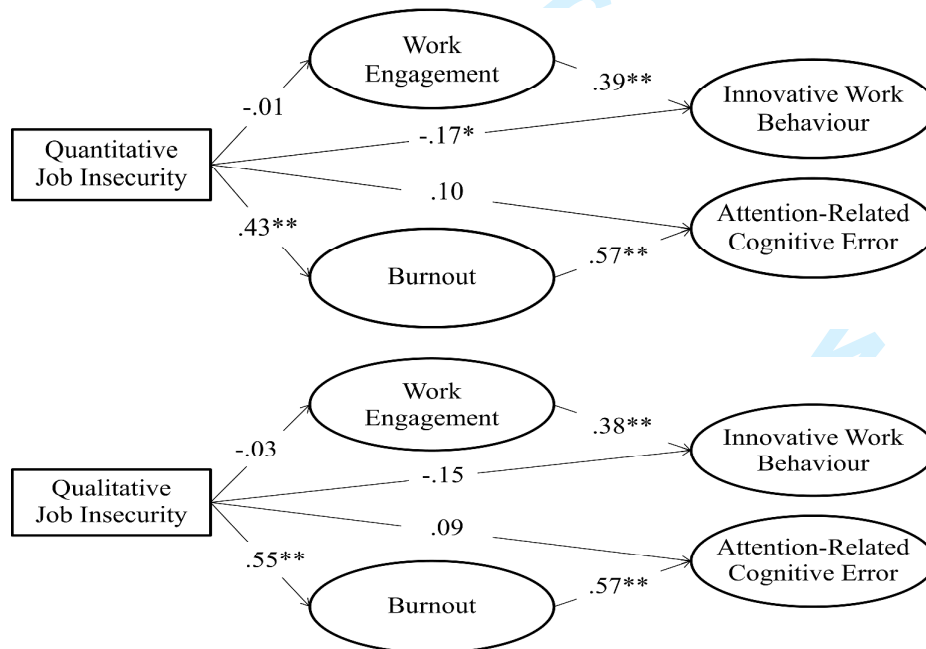 Work
Engagement
.39**
-.01
Innovative Work
Behaviour
-.17*
Quantitative
Job Insecurity
.10
Attention-Related
Cognitive Error
.43**
.57**
Burnout
Work
Engagement
.38**
-.03
Innovative Work
Behaviour
-.15
Qualitative
Job Insecurity
.09
Attention-Related
Cognitive Error
.55**
.57**
Burnout